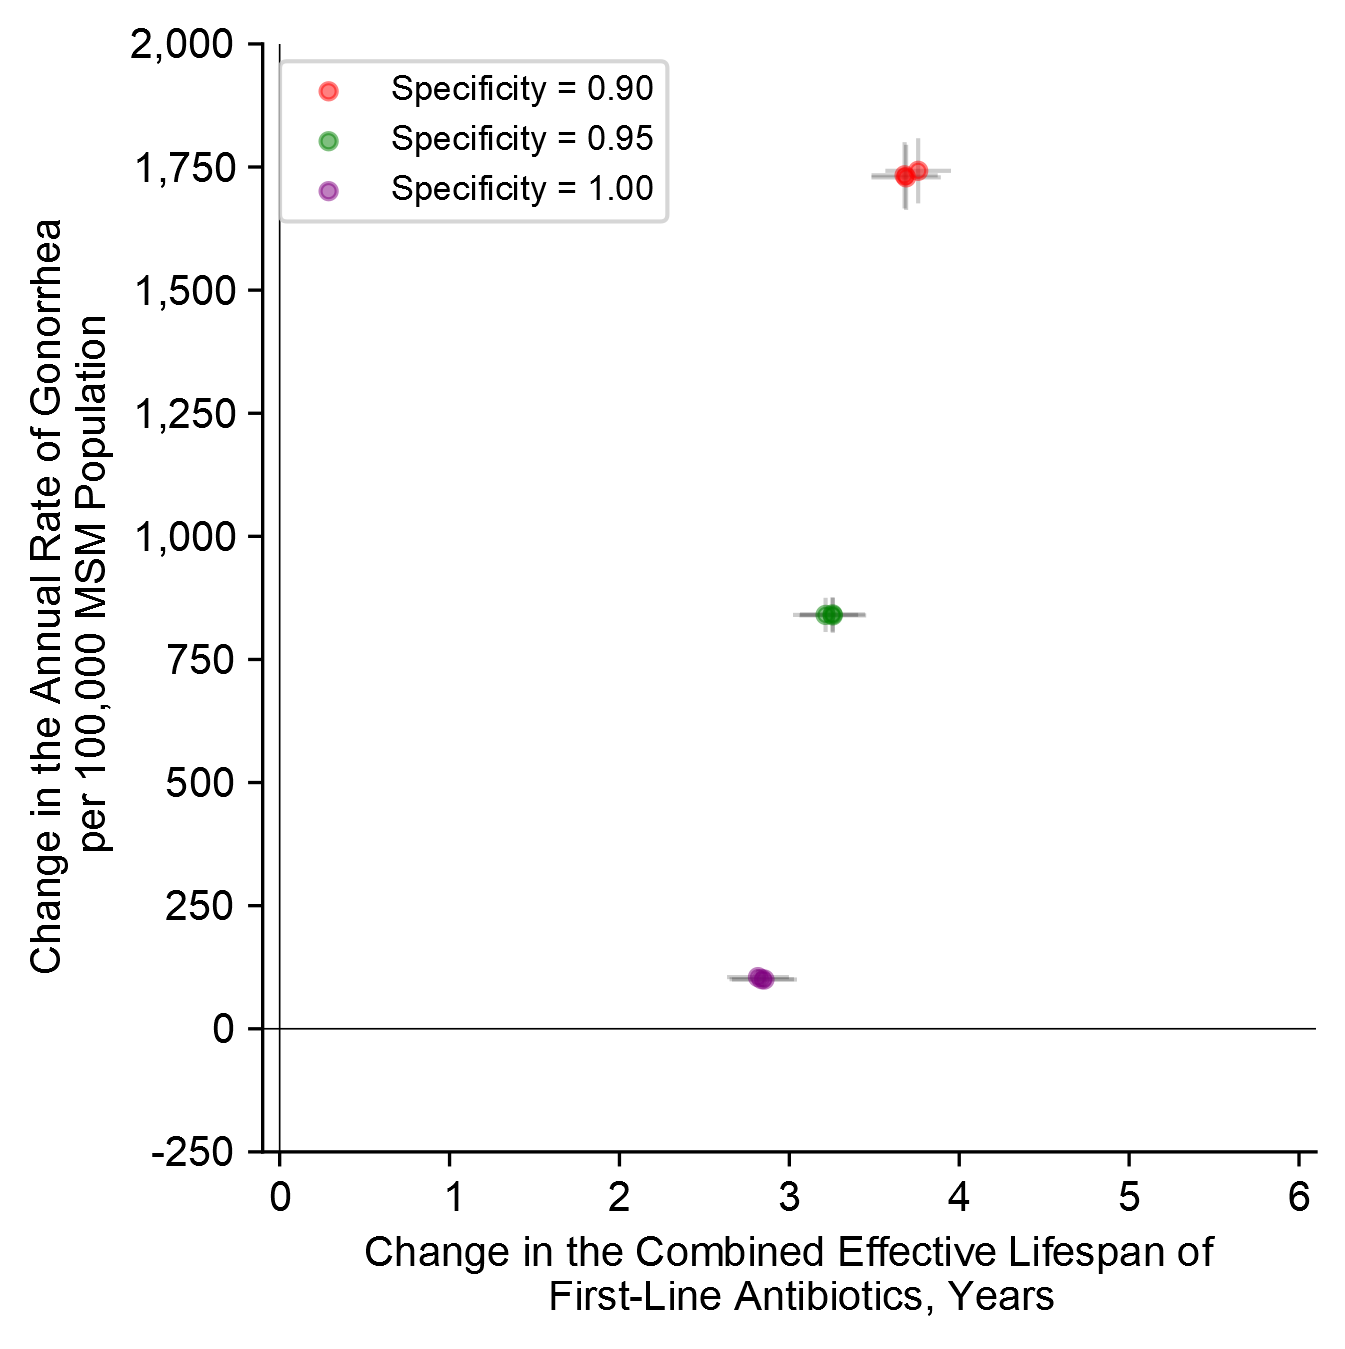 2,000
1,750
1,500
1,250
1,000
750
500
250
0
-250
Change in the Annual Rate of Gonorrhea
per 100,000 MSM Population
Specificity = 0.90
Specificity = 0.95
Specificity = 1.00
0 1 2 3 4 5 6
Change in the Combined Effective Lifespan of
First-Line Antibiotics, Years